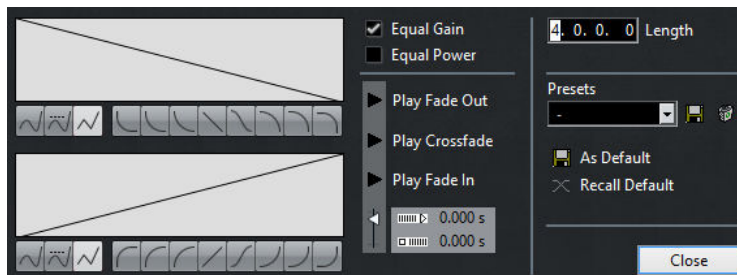 Equal Gain
Equal Power
Play Fade Out
Play Crossfade
Play Fade In
0.000 s
0.000 s
4. 0. 0. 0 Length
Presets
-
As Default
Recall Default
Close